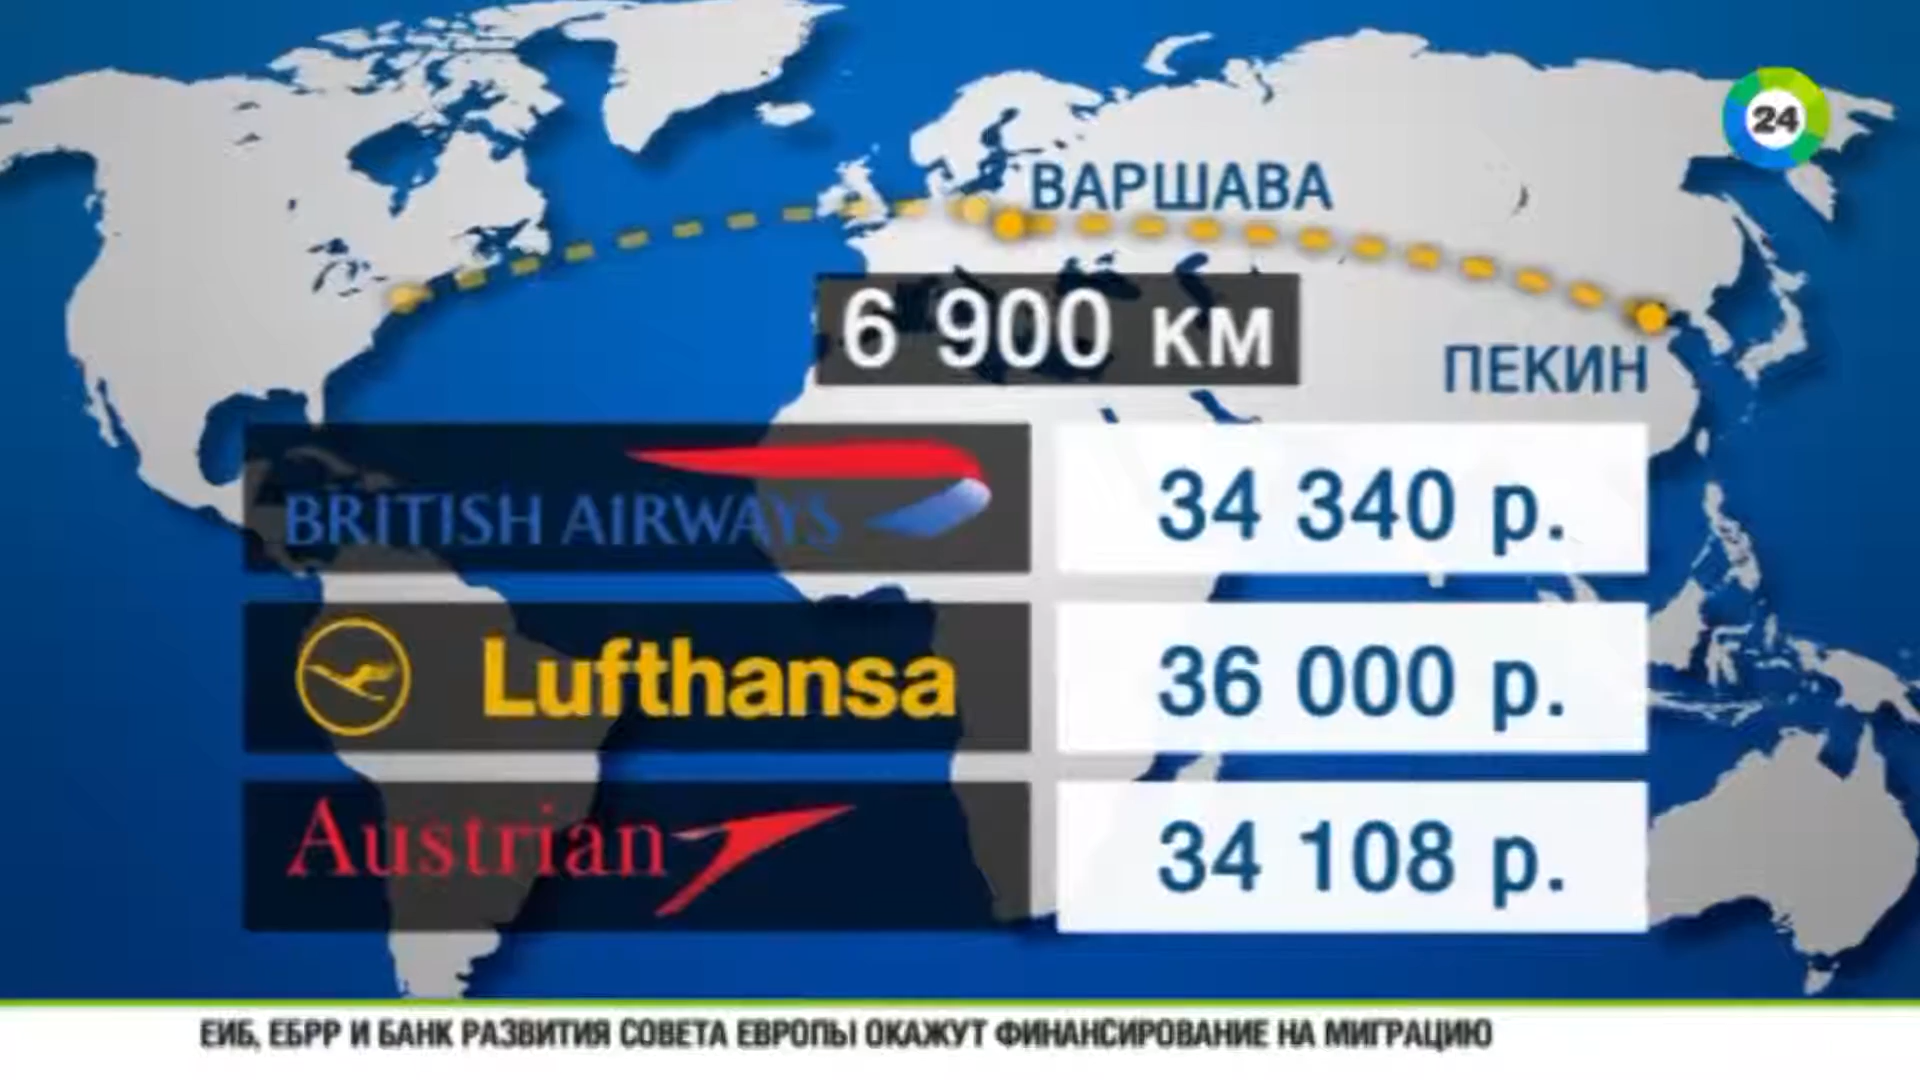 24
ВАРШАВА
6 900 км
ПЕКИН
BRITISH AIRWAYS 34 340 р.
Lufthansa 36 000 р.
Austrian 34 108 р.
ЕИБ, ЕБРР И БАНК РАЗВИТИЯ СОВЕТА ЕВРОПЫ ОКАЖУТ ФИНАНСИРОВАНИЕ НА МИГРАЦИЮ